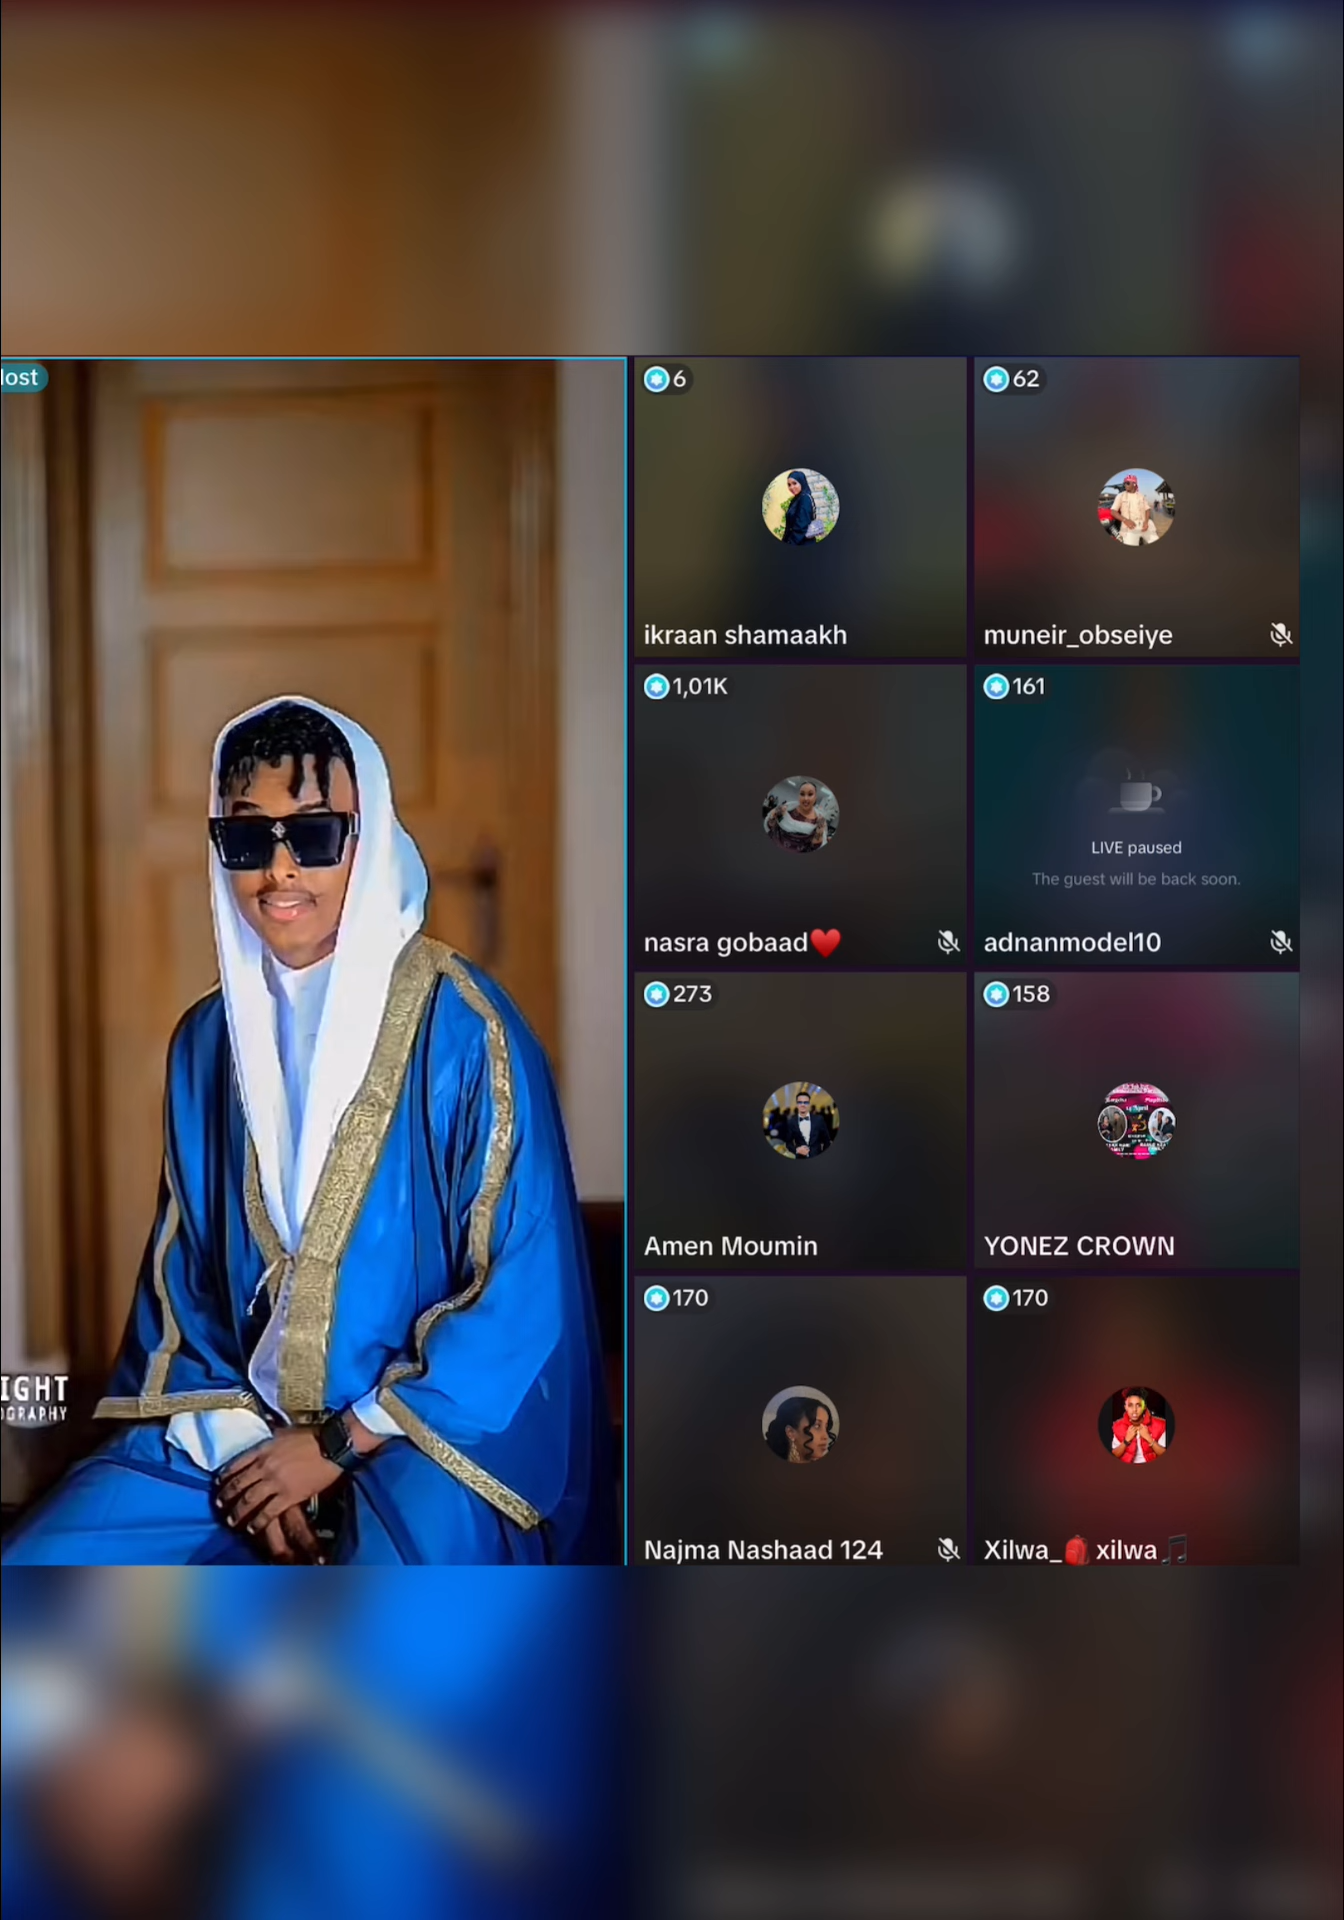 ost
IGHT
OGRAPHY
6
ikraan shamaakh
62
muneir_obseiye
1,01K
nasra gobaad❤️
161
LIVE paused
The guest will be back soon.
adnanmodel10
273
Amen Moumin
158
YONEZ CROWN
170
Najma Nashaad 124
170
Xilwa_🎒xilwa🎵